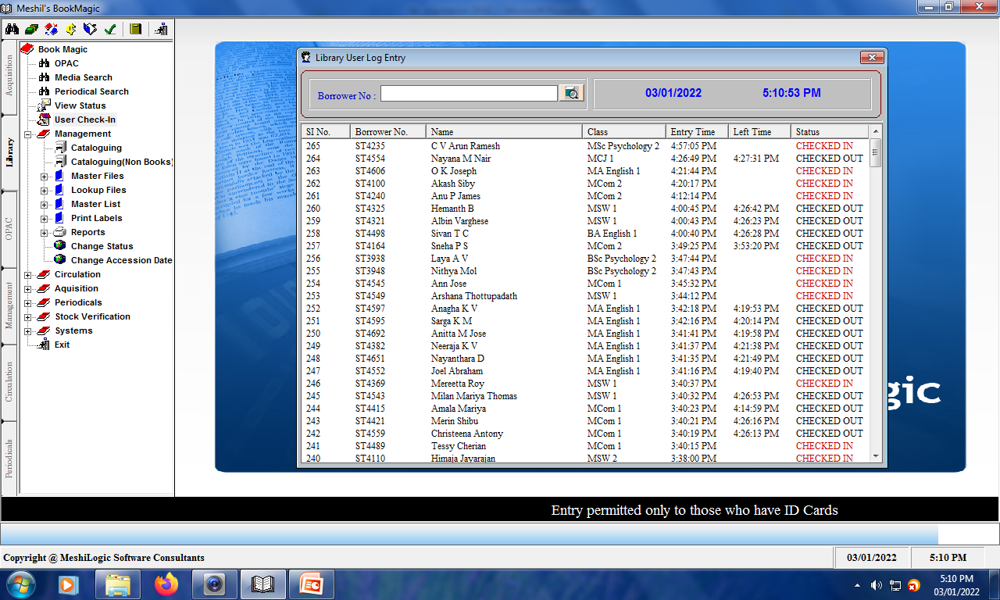 Meshil's BookMagic
Acquisition
Library
OPAC
Management
Circulation
Periodicals
Book Magic
OPAC
Media Search
Periodical Search
View Status
User Check-In
Management
Cataloguing
Cataloguing(Non Books)
Master Files
Lookup Files
Master List
Print Labels
Reports
Change Status
Change Accession Date
Circulation
Aquisition
Periodicals
Stock Verification
Systems
Exit
Library User Log Entry
Borrower No : 03/01/2022 5:10:53 PM
Sl No. Borrower No. Name Class Entry Time Left Time Status
265 ST4235 C V Arun Ramesh MSc Psychology 2 4:57:05 PM CHECKED IN
264 ST4554 Nayana M Nair MCJ 1 4:26:49 PM 4:27:31 PM CHECKED OUT
263 ST4606 O K Joseph MA English 1 4:21:44 PM CHECKED IN
262 ST4100 Akash Siby MCom 2 4:20:17 PM CHECKED IN
261 ST4240 Anu P James MCom 2 4:12:14 PM CHECKED IN
260 ST4325 Hemanth B MSW 1 4:00:45 PM 4:26:42 PM CHECKED OUT
259 ST4321 Albin Varghese MSW 1 4:00:43 PM 4:26:23 PM CHECKED OUT
258 ST4498 Sivan T C BA English 1 4:00:40 PM 4:26:28 PM CHECKED OUT
257 ST4164 Sneha P S MCom 2 3:49:25 PM 3:53:20 PM CHECKED OUT
256 ST3938 Laya A V BSc Psychology 2 3:47:44 PM CHECKED IN
255 ST3948 Nithya Mol BSc Psychology 2 3:47:43 PM CHECKED IN
254 ST4545 Ann Jose MCom 1 3:45:32 PM CHECKED IN
253 ST4549 Arshana Thottupadath MSW 1 3:44:12 PM CHECKED IN
252 ST4597 Anagha K V MA English 1 3:42:18 PM 4:19:53 PM CHECKED OUT
251 ST4595 Sarga K M MA English 1 3:42:16 PM 4:20:14 PM CHECKED OUT
250 ST4692 Anitta M Jose MA English 1 3:41:41 PM 4:19:58 PM CHECKED OUT
249 ST4382 Neeraja K V MA English 1 3:41:37 PM 4:21:38 PM CHECKED OUT
248 ST4651 Nayanthara D MA English 1 3:41:35 PM 4:21:49 PM CHECKED OUT
247 ST4552 Joel Abraham MA English 1 3:41:16 PM 4:19:40 PM CHECKED OUT
246 ST4369 Mereetta Roy MSW 1 3:40:37 PM CHECKED IN
245 ST4543 Milan Mariya Thomas MSW 1 3:40:32 PM 4:26:53 PM CHECKED OUT
244 ST4415 Amala Mariya MCom 1 3:40:23 PM 4:14:59 PM CHECKED OUT
243 ST4421 Merin Shibu MCom 1 3:40:21 PM 4:26:16 PM CHECKED OUT
242 ST4559 Christeena Antony MCom 1 3:40:19 PM 4:26:13 PM CHECKED OUT
241 ST4489 Tessy Cherian MCom 1 3:40:15 PM CHECKED IN
240 ST4110 Himaja Jayarajan MSW 2 3:38:00 PM CHECKED IN
gic
Entry permitted only to those who have ID Cards
Copyright @ MeshiLogic Software Consultants 03/01/2022 5:10 PM
5:10 PM
03/01/2022